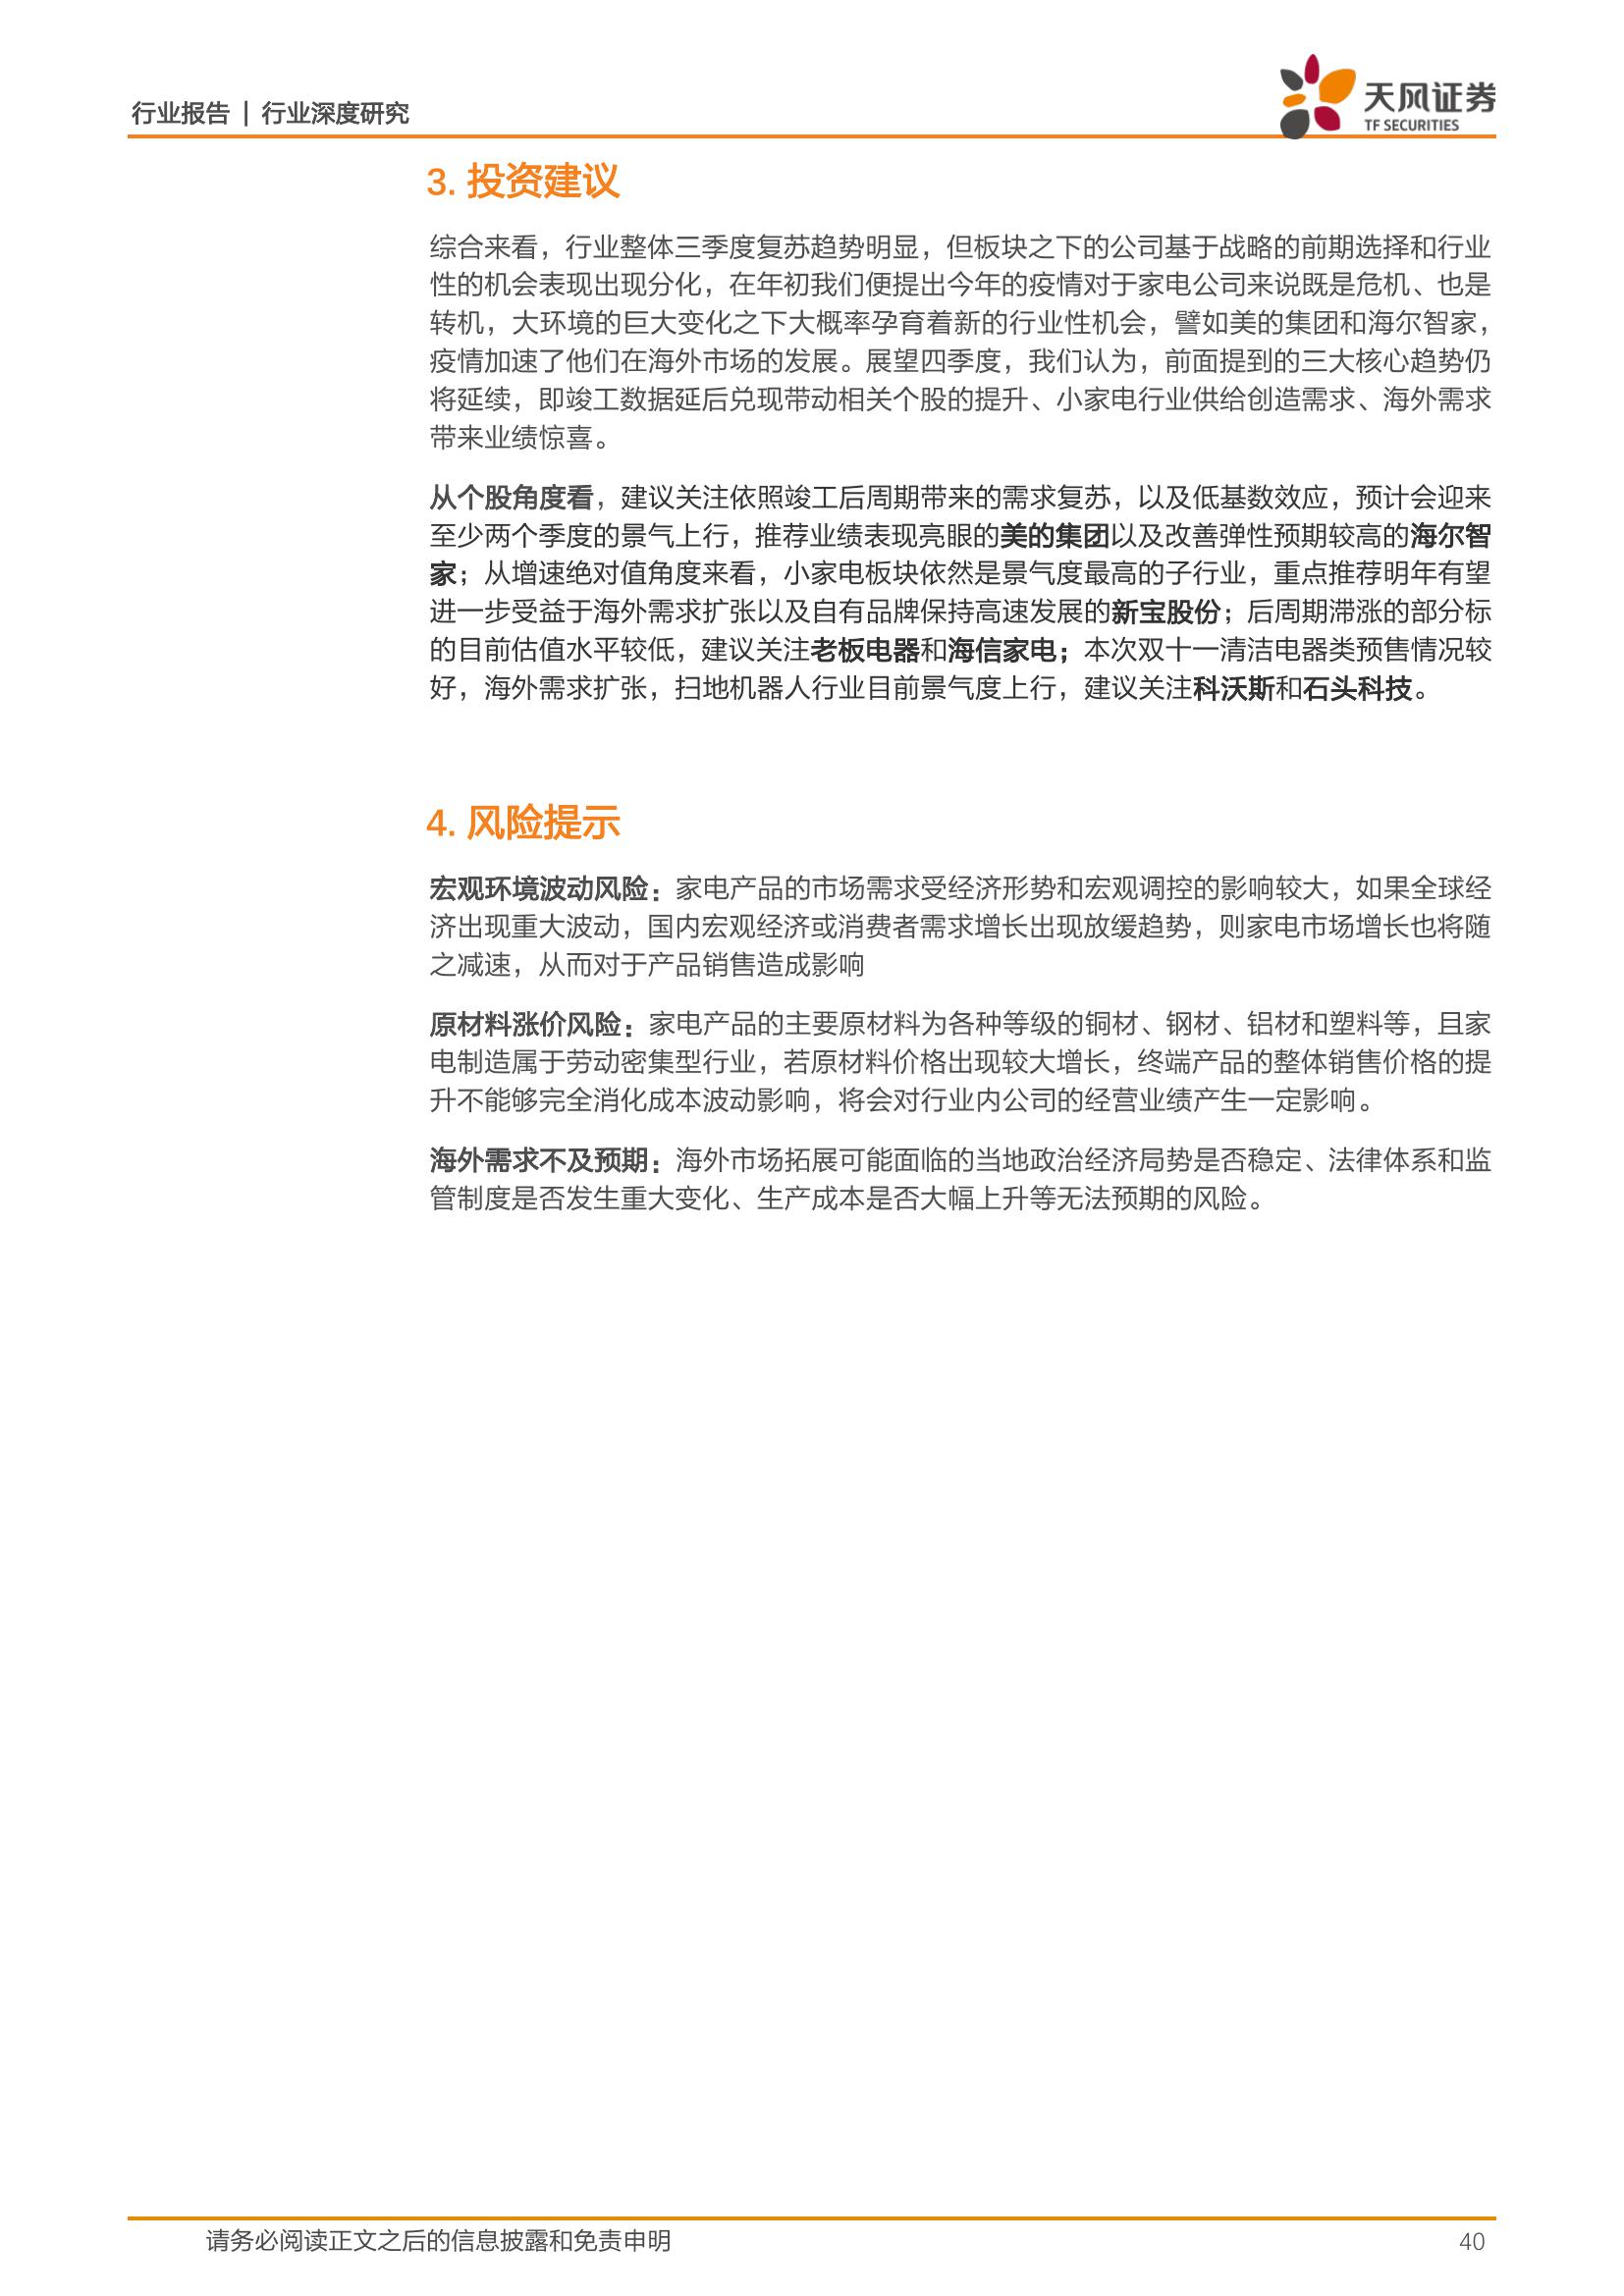 行业报告 | 行业深度研究
天风证券
TF SECURITIES
3. 投资建议
综合来看，行业整体三季度复苏趋势明显，但板块之下的公司基于战略的前期选择和行业
性的机会表现出现分化，在年初我们便提出今年的疫情对于家电公司来说既是危机、也是
转机，大环境的巨大变化之下大概率孕育着新的行业性机会，譬如美的集团和海尔智家，
疫情加速了他们在海外市场的发展。展望四季度，我们认为，前面提到的三大核心趋势仍
将延续，即竣工数据延后兑现带动相关个股的提升、小家电行业供给创造需求、海外需求
带来业绩惊喜。
从个股角度看，建议关注依照竣工后周期带来的需求复苏，以及低基数效应，预计会迎来
至少两个季度的景气上行，推荐业绩表现亮眼的美的集团以及改善弹性预期较高的海尔智
家；从增速绝对值角度来看，小家电板块依然是景气度最高的子行业，重点推荐明年有望
进一步受益于海外需求扩张以及自有品牌保持高速发展的新宝股份；后周期滞涨的部分标
的目前估值水平较低，建议关注老板电器和海信家电；本次双十一清洁电器类预售情况较
好，海外需求扩张，扫地机器人行业目前景气度上行，建议关注科沃斯和石头科技。
4. 风险提示
宏观环境波动风险：家电产品的市场需求受经济形势和宏观调控的影响较大，如果全球经
济出现重大波动，国内宏观经济或消费者需求增长出现放缓趋势，则家电市场增长也将随
之减速，从而对于产品销售造成影响
原材料涨价风险：家电产品的主要原材料为各种等级的铜材、钢材、铝材和塑料等，且家
电制造属于劳动密集型行业，若原材料价格出现较大增长，终端产品的整体销售价格的提
升不能够完全消化成本波动影响，将会对行业内公司的经营业绩产生一定影响。
海外需求不及预期：海外市场拓展可能面临的当地政治经济局势是否稳定、法律体系和监
管制度是否发生重大变化、生产成本是否大幅上升等无法预期的风险。
请务必阅读正文之后的信息披露和免责申明
40